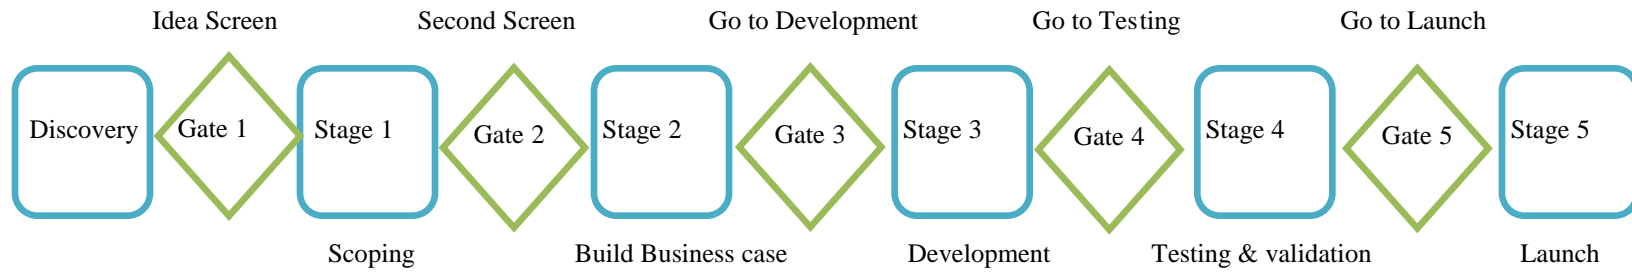 Idea Screen
Second Screen
Go to Development
Go to Testing
Go to Launch
Discovery
Gate 1
Stage 1
Gate 2
Stage 2
Gate 3
Stage 3
Gate 4
Stage 4
Gate 5
Stage 5
Scoping
Build Business case
Development
Testing & validation
Launch